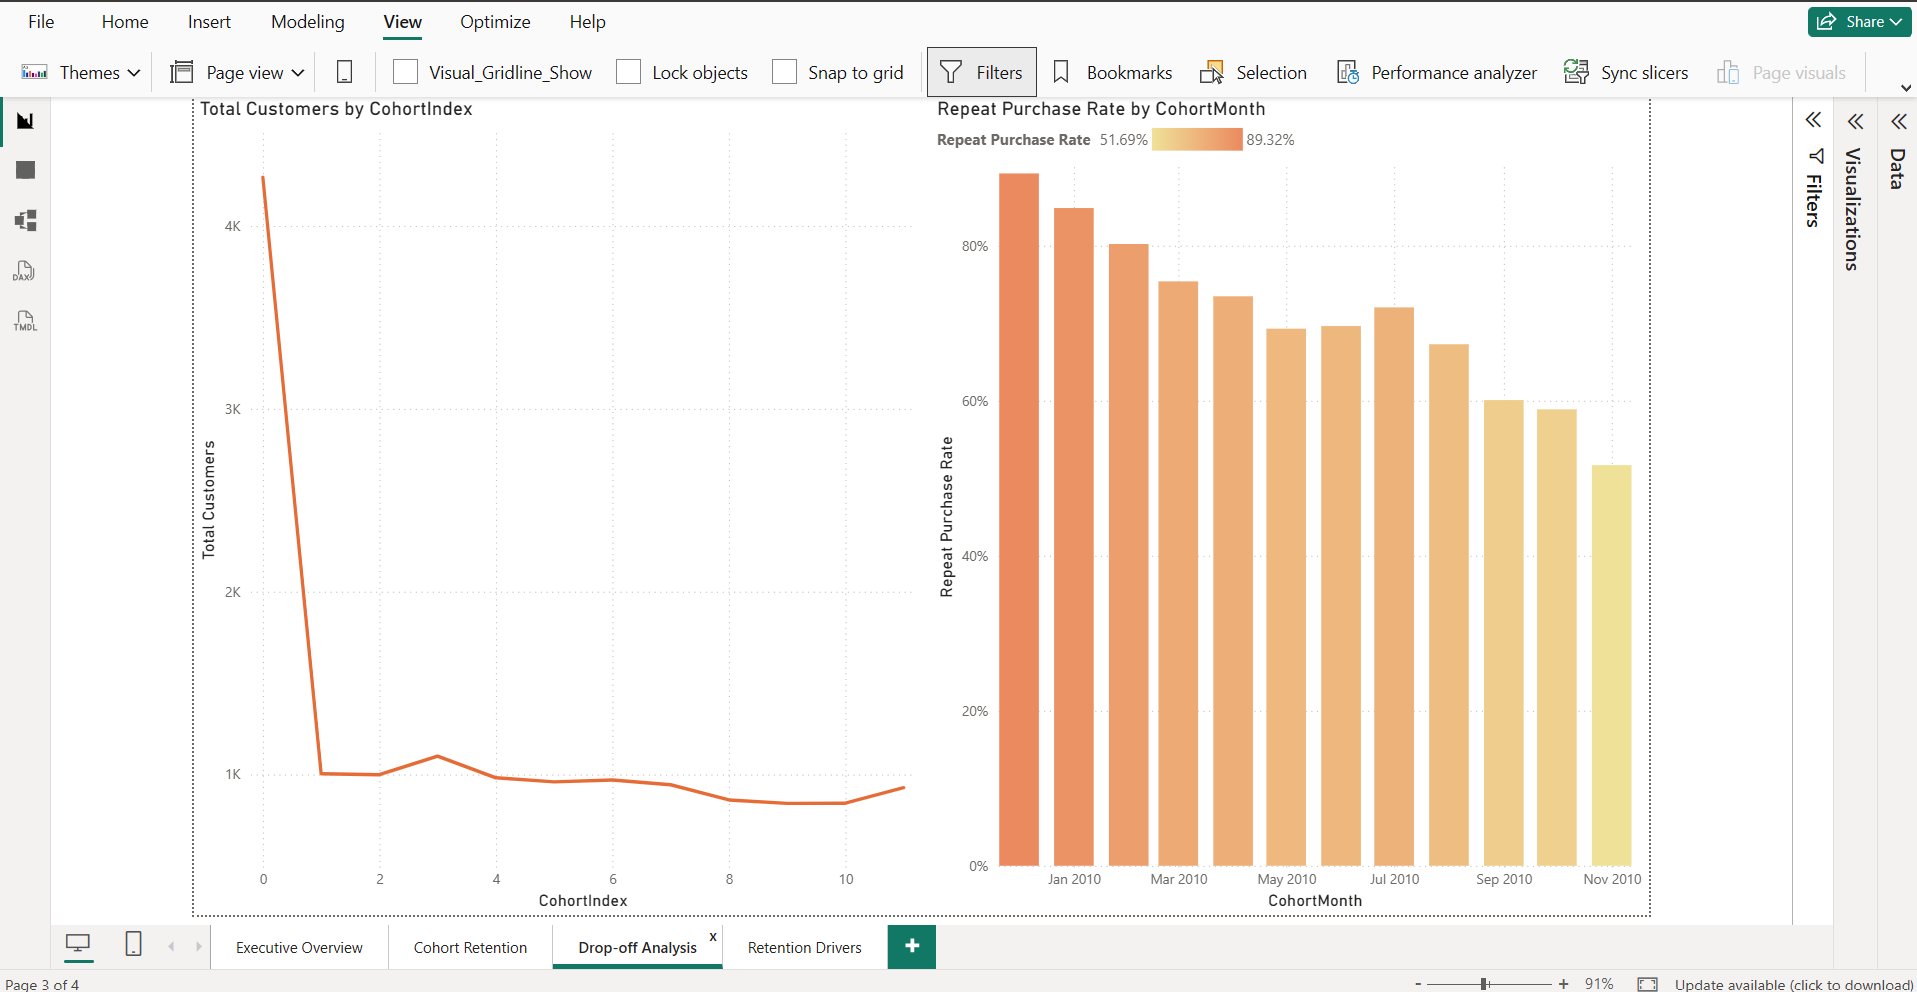 File Home Insert Modeling View Optimize Help Share
Themes Page view Visual_Gridline_Show Lock objects Snap to grid Filters Bookmarks Selection Performance analyzer Sync slicers Page visuals
DAX
TMDL
Total Customers by CohortIndex
4K
3K
2K
1K
Total Customers
0 2 4 6 8 10
CohortIndex
Repeat Purchase Rate by CohortMonth
Repeat Purchase Rate 51.69% 89.32%
80%
60%
40%
20%
0%
Repeat Purchase Rate
Jan 2010 Mar 2010 May 2010 Jul 2010 Sep 2010 Nov 2010
CohortMonth
Filters
Visualizations
Data
Executive Overview Cohort Retention Drop-off Analysis x Retention Drivers +
Page 3 of 4 - + 91% Update available (click to download)